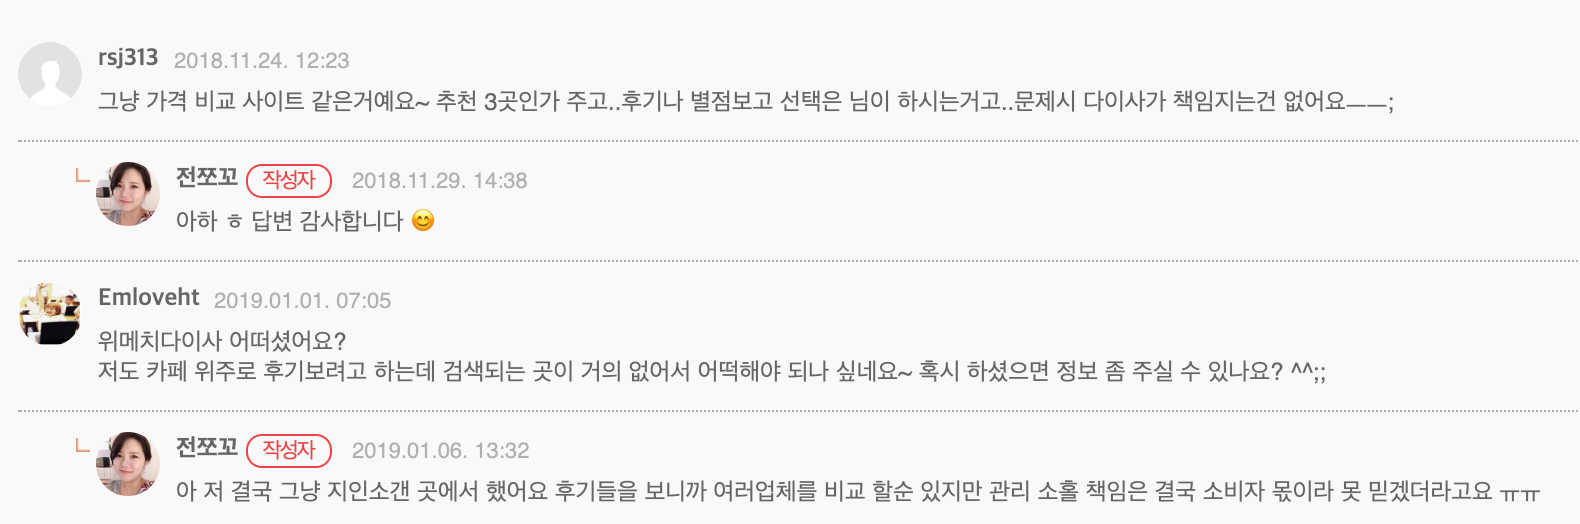 rsj313 2018.11.24. 12:23
그냥 가격 비교 사이트 같은거예요~ 추천 3곳인가 주고..후기나 별점보고 선택은 님이 하시는거고..문제시 다이사가 책임지는건 없어요ㅡㅡ;
전쪼꼬 작성자 2018.11.29. 14:38
아하 ㅎ 답변 감사합니다 😊
Emloveht 2019.01.01. 07:05
위메치다이사 어떠셨어요?
저도 카페 위주로 후기보려고 하는데 검색되는 곳이 거의 없어서 어떡해야 되나 싶네요~ 혹시 하셨으면 정보 좀 주실 수 있나요? ^^;;
전쪼꼬 작성자 2019.01.06. 13:32
아 저 결국 그냥 지인소갠 곳에서 했어요 후기들을 보니까 여러업체를 비교 할순 있지만 관리 소홀 책임은 결국 소비자 몫이라 못 믿겠더라고요 ㅠㅠ